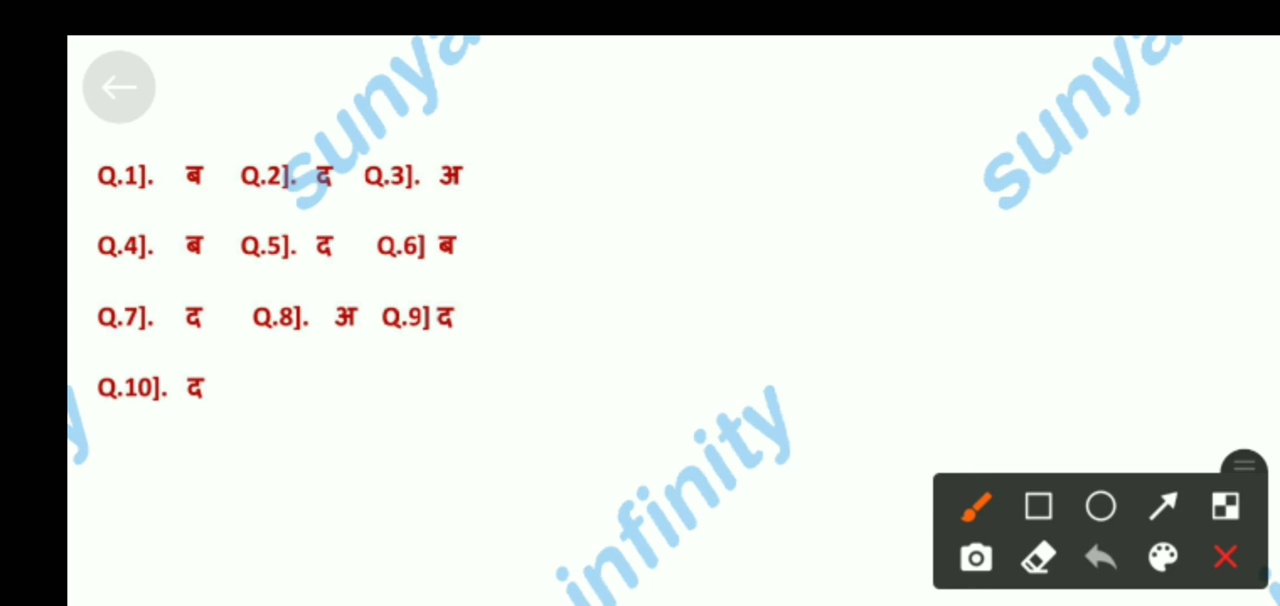 sunya
sunya
Q.1]. ब Q.2]. द Q.3]. अ
Q.4]. ब Q.5]. द Q.6] ब
Q.7]. द Q.8]. अ Q.9] द
Q.10]. द
y
infinity